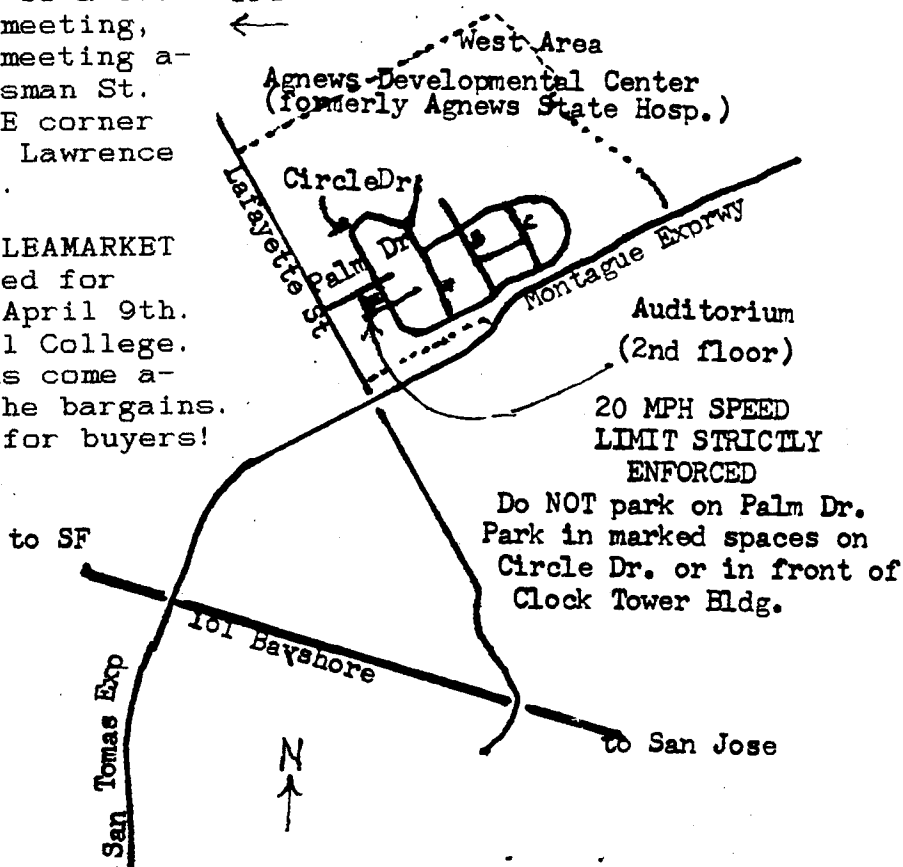 meeting,
meeting a-
sman St.
E corner
Lawrence
.
LEAMARKET
ed for
April 9th.
l College.
s come a-
he bargains.
for buyers!
West Area
Agnews Developmental Center
(formerly Agnews State Hosp.)
CircleDr
Lafayette St
Palm Dr
Montague Exprwy
Auditorium
(2nd floor)
20 MPH SPEED
LIMIT STRICTLY
ENFORCED
Do NOT park on Palm Dr.
Park in marked spaces on
Circle Dr. or in front of
Clock Tower Bldg.
to SF
101 Bayshore
San Tomas Exp
to San Jose
N